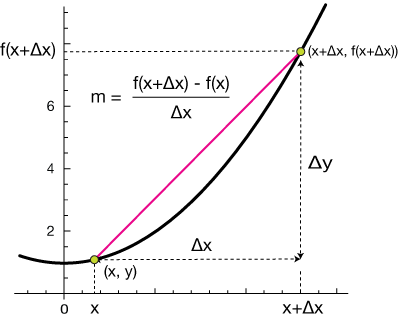 f(x+Δx)
(x+Δx, f(x+Δx))
m = f(x+Δx) - f(x)
Δx
6
4
Δy
2
Δx
(x, y)
0 x x+Δx